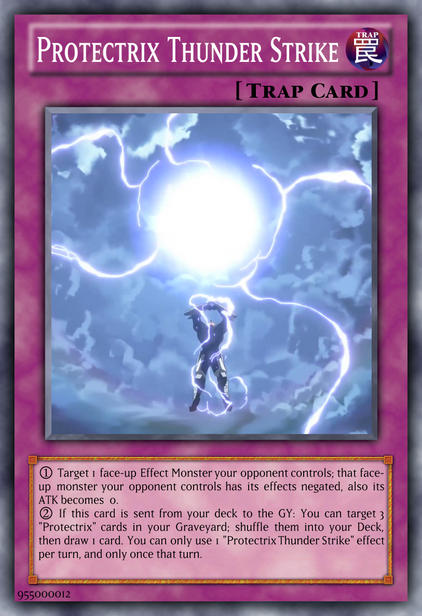 PROTECTRIX THUNDER STRIKE
TRAP
罠
[TRAP CARD]
① Target 1 face-up Effect Monster your opponent controls; that face-
up monster your opponent controls has its effects negated, also its
ATK becomes 0.
② If this card is sent from your deck to the GY: You can target 3
"Protectrix" cards in your Graveyard; shuffle them into your Deck,
then draw 1 card. You can only use 1 "Protectrix Thunder Strike" effect
per turn, and only once that turn.
955000012